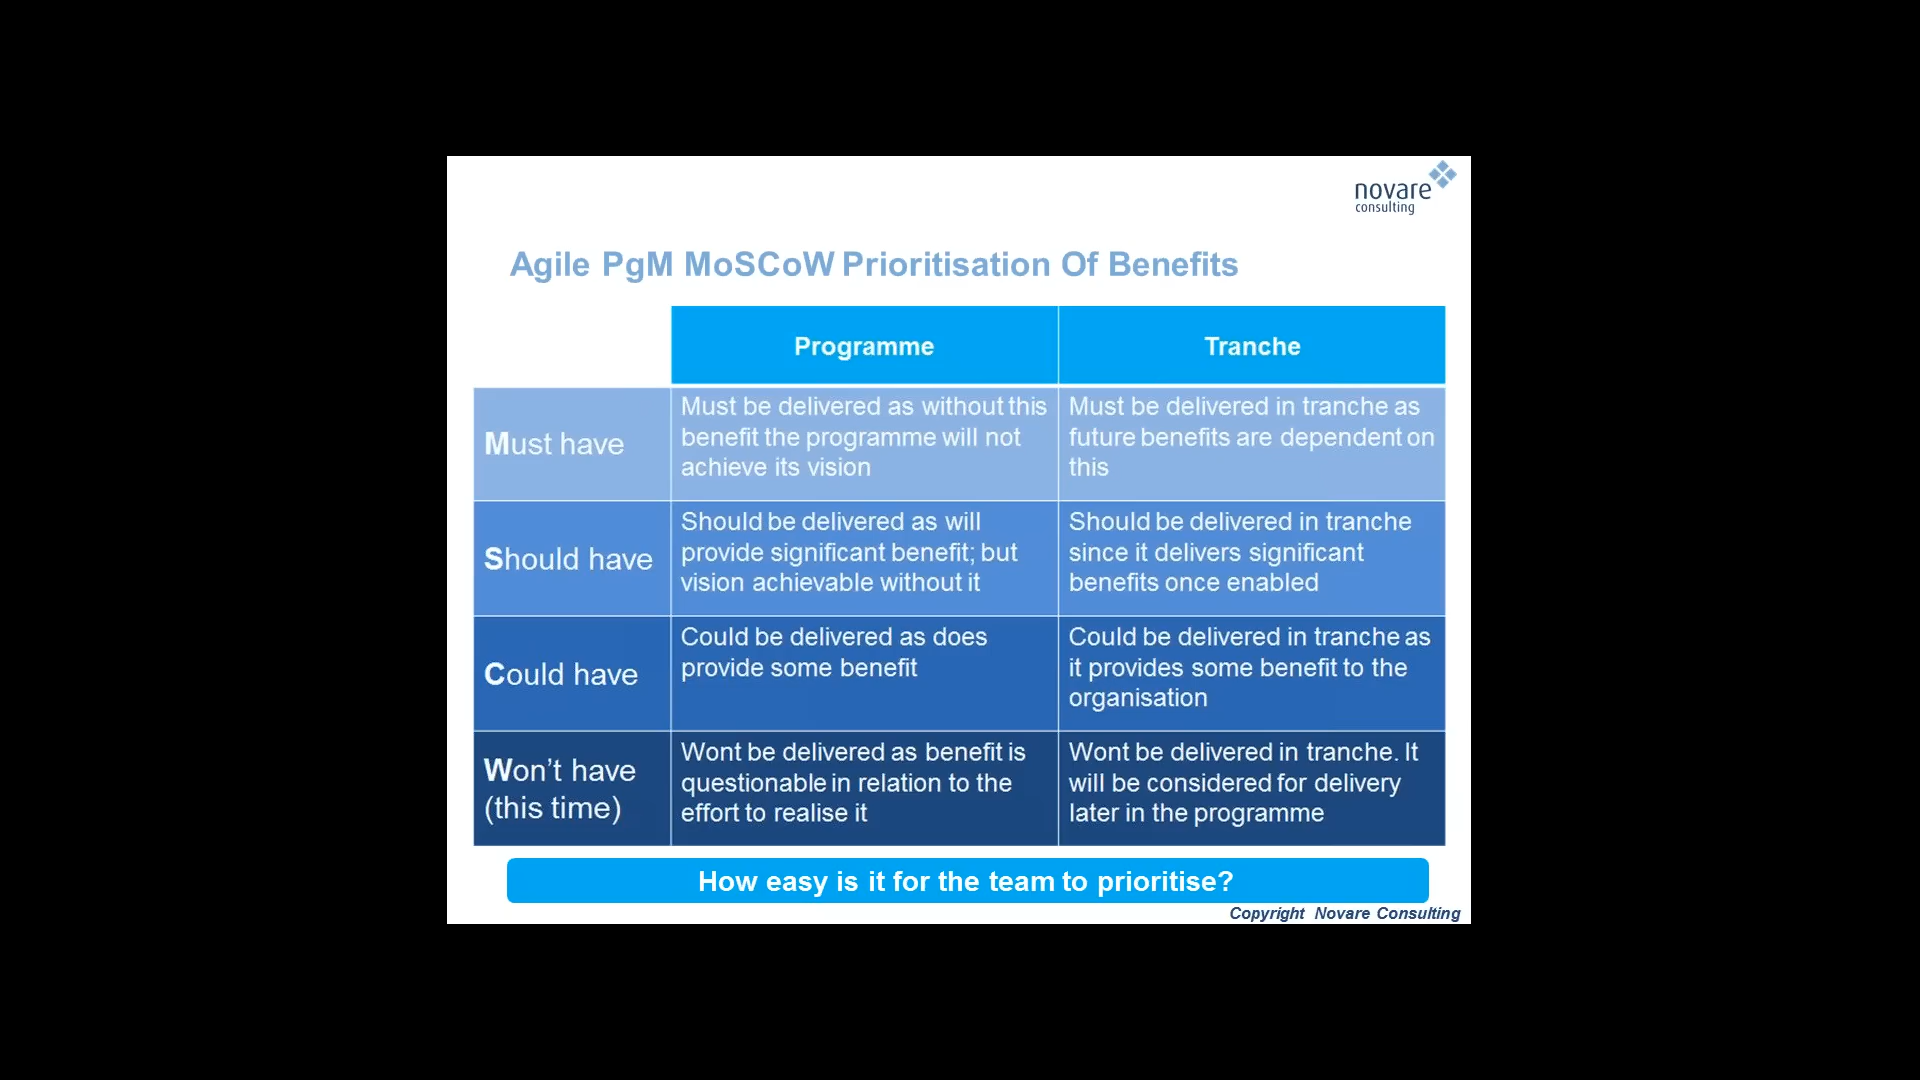 novare
consulting
Agile PgM MoSCoW Prioritisation Of Benefits
Programme
Tranche
Must have
Must be delivered as without this
benefit the programme will not
achieve its vision
Must be delivered in tranche as
future benefits are dependent on
this
Should have
Should be delivered as will
provide significant benefit; but
vision achievable without it
Should be delivered in tranche
since it delivers significant
benefits once enabled
Could have
Could be delivered as does
provide some benefit
Could be delivered in tranche as
it provides some benefit to the
organisation
Won’t have
(this time)
Wont be delivered as benefit is
questionable in relation to the
effort to realise it
Wont be delivered in tranche. It
will be considered for delivery
later in the programme
How easy is it for the team to prioritise?
Copyright Novare Consulting